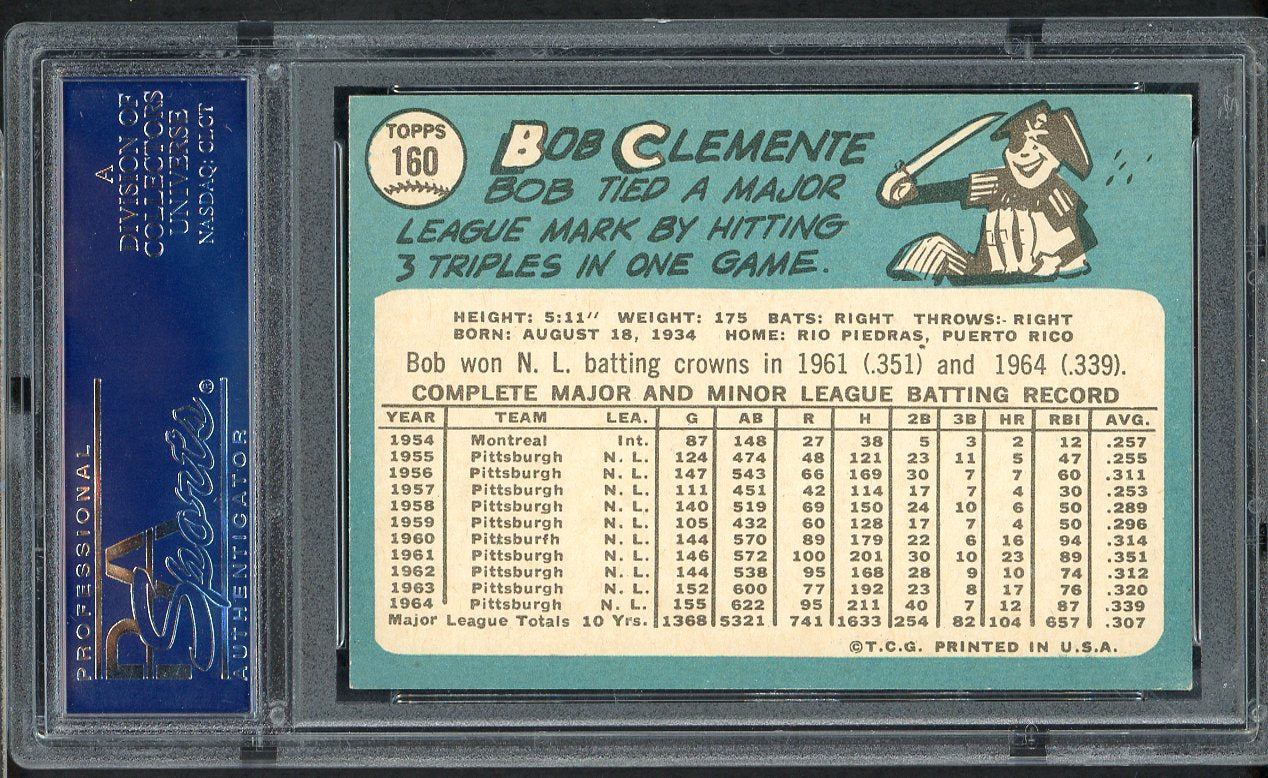 A
DIVISION OF
COLLECTORS
UNIVERSE
NASDAQ: CLCT
PROFESSIONAL
PSA
Sports®
AUTHENTICATOR
TOPPS
160
BOB CLEMENTE
BOB TIED A MAJOR
LEAGUE MARK BY HITTING
3 TRIPLES IN ONE GAME.
HEIGHT: 5:11" WEIGHT: 175 BATS: RIGHT THROWS:- RIGHT
BORN: AUGUST 18, 1934 HOME: RIO PIEDRAS, PUERTO RICO
Bob won N. L. batting crowns in 1961 (.351) and 1964 (.339).
COMPLETE MAJOR AND MINOR LEAGUE BATTING RECORD
YEAR TEAM LEA. G AB R H 2B 3B HR RBI AVG.
1954 Montreal Int. 87 148 27 38 5 3 2 12 .257
1955 Pittsburgh N. L. 124 474 48 121 23 11 5 47 .255
1956 Pittsburgh N. L. 147 543 66 169 30 7 7 60 .311
1957 Pittsburgh N. L. 111 451 42 114 17 7 4 30 .253
1958 Pittsburgh N. L. 140 519 69 150 24 10 6 50 .289
1959 Pittsburgh N. L. 105 432 60 128 17 7 4 50 .296
1960 Pittsburfh N. L. 144 570 89 179 22 6 16 94 .314
1961 Pittsburgh N. L. 146 572 100 201 30 10 23 89 .351
1962 Pittsburgh N. L. 144 538 95 168 28 9 10 74 .312
1963 Pittsburgh N. L. 152 600 77 192 23 8 17 76 .320
1964 Pittsburgh N. L. 155 622 95 211 40 7 12 87 .339
Major League Totals 10 Yrs. 1368 5321 741 1633 254 82 104 657 .307
©T.C.G. PRINTED IN U.S.A.